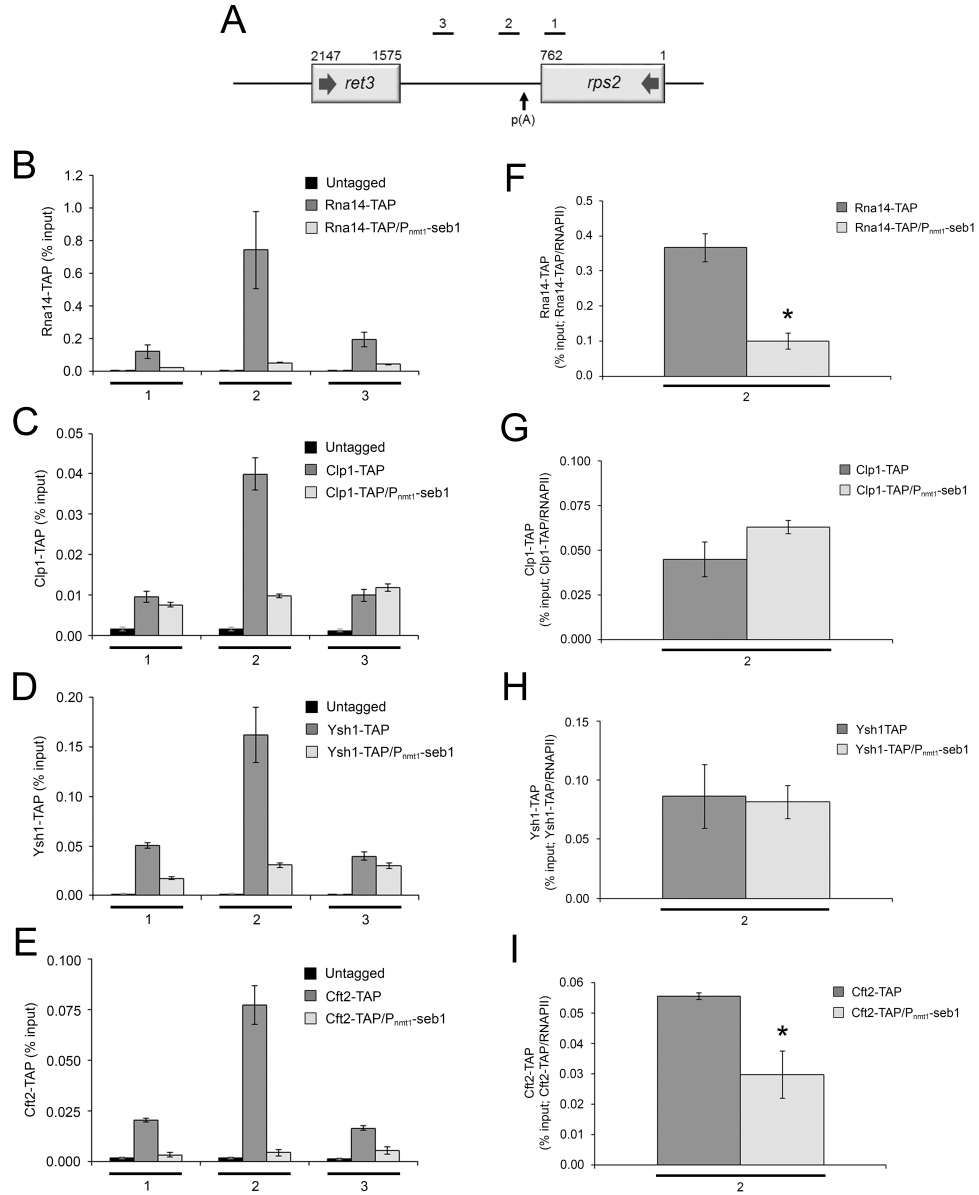 A
3 2 1
2147 1575 762 1
ret3 rps2
p(A)
B
Rna14-TAP (% input)
1.2
1.0
0.8
0.6
0.4
0.2
0.0
Untagged
Rna14-TAP
Rna14-TAP/Pnmt1-seb1
1 2 3
F
Rna14-TAP
(% input; Rna14-TAP/RNAPII)
0.5
0.4
0.3
0.2
0.1
0.0
Rna14-TAP
Rna14-TAP/Pnmt1-seb1
*
2
C
Clp1-TAP (% input)
0.05
0.04
0.03
0.02
0.01
0.00
Untagged
Clp1-TAP
Clp1-TAP/Pnmt1-seb1
1 2 3
G
Clp1-TAP
(% input; Clp1-TAP/RNAPII)
0.100
0.075
0.050
0.025
0.000
Clp1-TAP
Clp1-TAP/Pnmt1-seb1
2
D
Ysh1-TAP (% input)
0.20
0.15
0.10
0.05
0.00
Untagged
Ysh1-TAP
Ysh1-TAP/Pnmt1-seb1
1 2 3
H
Ysh1-TAP
(% input; Ysh1-TAP/RNAPII)
0.15
0.10
0.05
0.00
Ysh1TAP
Ysh1-TAP/Pnmt1-seb1
2
E
Cft2-TAP (% input)
0.100
0.075
0.050
0.025
0.000
Untagged
Cft2-TAP
Cft2-TAP/Pnmt1-seb1
1 2 3
I
Cft2-TAP
(% input; Cft2-TAP/RNAPII)
0.06
0.05
0.04
0.03
0.02
0.01
0.00
Cft2-TAP
Cft2-TAP/Pnmt1-seb1
*
2